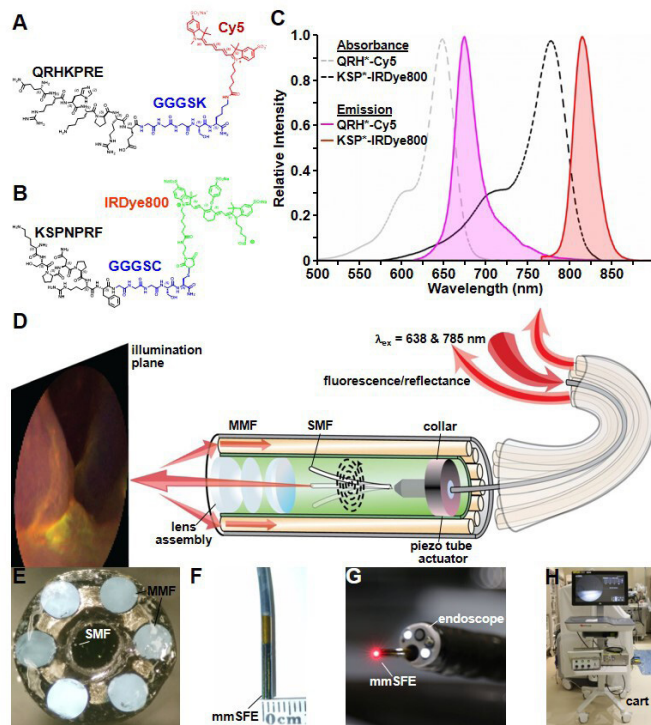 A
Cy5
QRHKPRE
GGGSK
B
IRDye800
KSPNPRF
GGGSC
C
Relative Intensity
1.0
0.8
0.6
0.4
0.2
0
Absorbance
QRH*-Cy5
KSP*-IRDye800
Emission
QRH*-Cy5
KSP*-IRDye800
500 550 600 650 700 750 800 850
Wavelength (nm)
D
illumination
plane
λex = 638 & 785 nm
fluorescence/reflectance
MMF
SMF
collar
lens
assembly
piezo tube
actuator
E
MMF
SMF
F
mmSFE
0cm
G
endoscope
mmSFE
H
cart